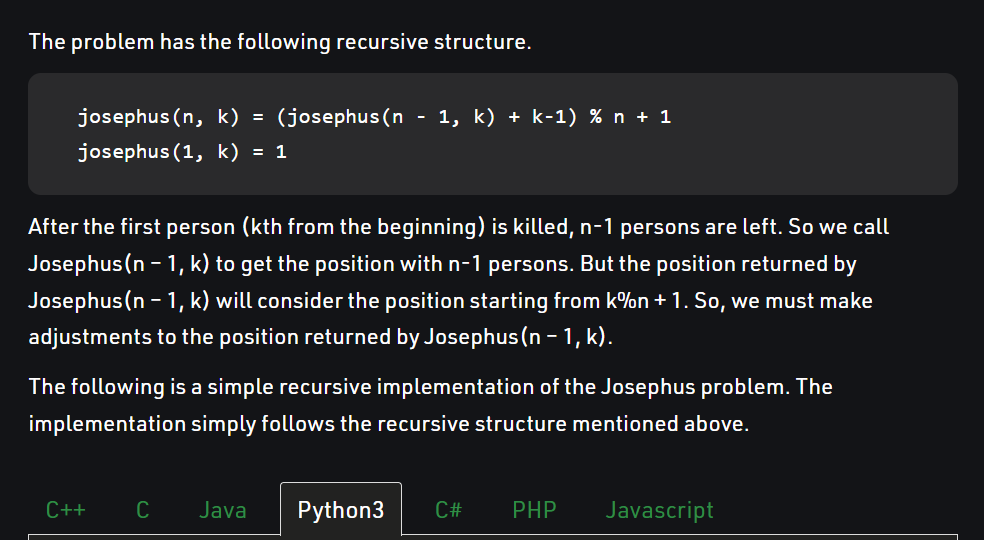 The problem has the following recursive structure.
josephus(n, k) = (josephus(n - 1, k) + k-1) % n + 1
josephus(1, k) = 1
After the first person (kth from the beginning) is killed, n-1 persons are left. So we call
Josephus(n – 1, k) to get the position with n-1 persons. But the position returned by
Josephus(n – 1, k) will consider the position starting from k%n + 1. So, we must make
adjustments to the position returned by Josephus(n – 1, k).
The following is a simple recursive implementation of the Josephus problem. The
implementation simply follows the recursive structure mentioned above.
C++ C Java Python3 C# PHP Javascript